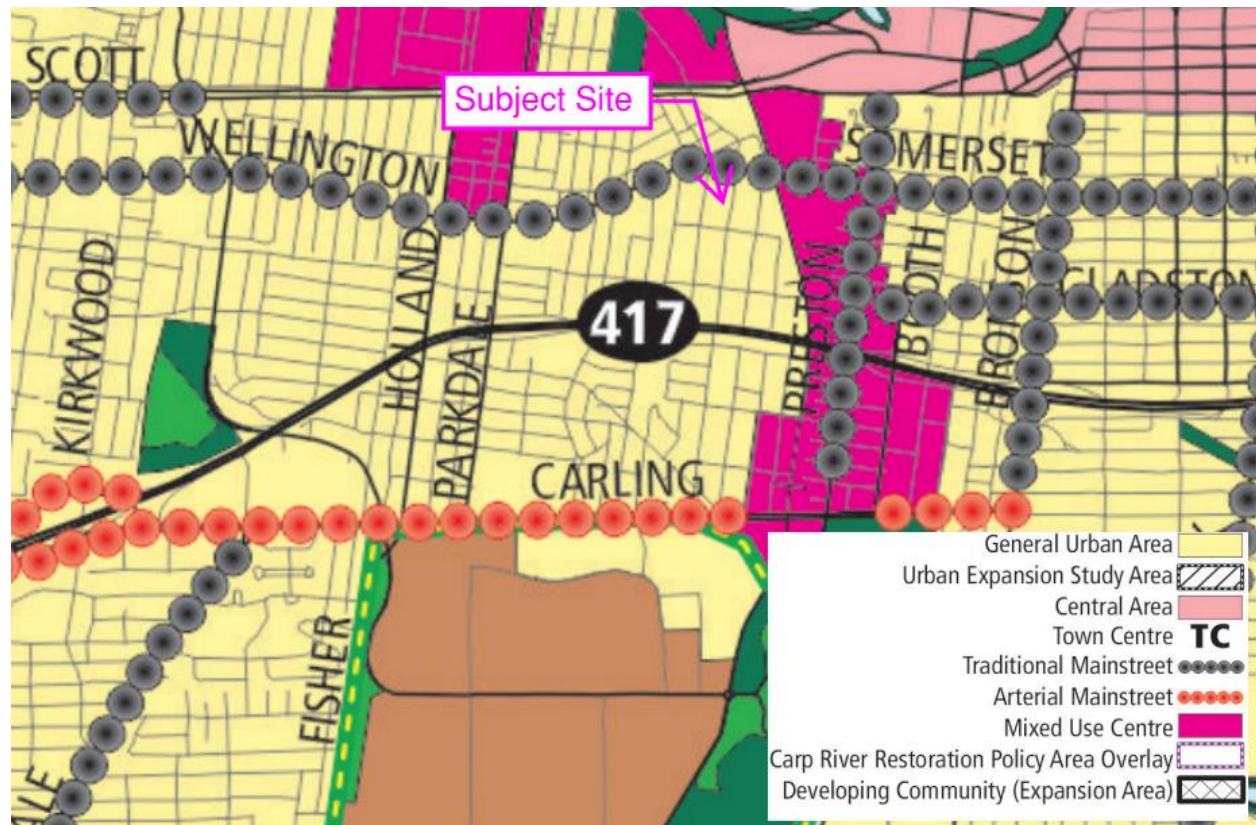 SCOTT
Subject Site
WELLINGTON
SOMERSET
KIRKWOOD
HOLLAND
PARKDALE
417
PRESTON
BOOTH
BRONSON
GLADSTON
CARLING
FISHER
General Urban Area
Urban Expansion Study Area
Central Area
Town Centre TC
Traditional Mainstreet
Arterial Mainstreet
Mixed Use Centre
Carp River Restoration Policy Area Overlay
Developing Community (Expansion Area)
ALE